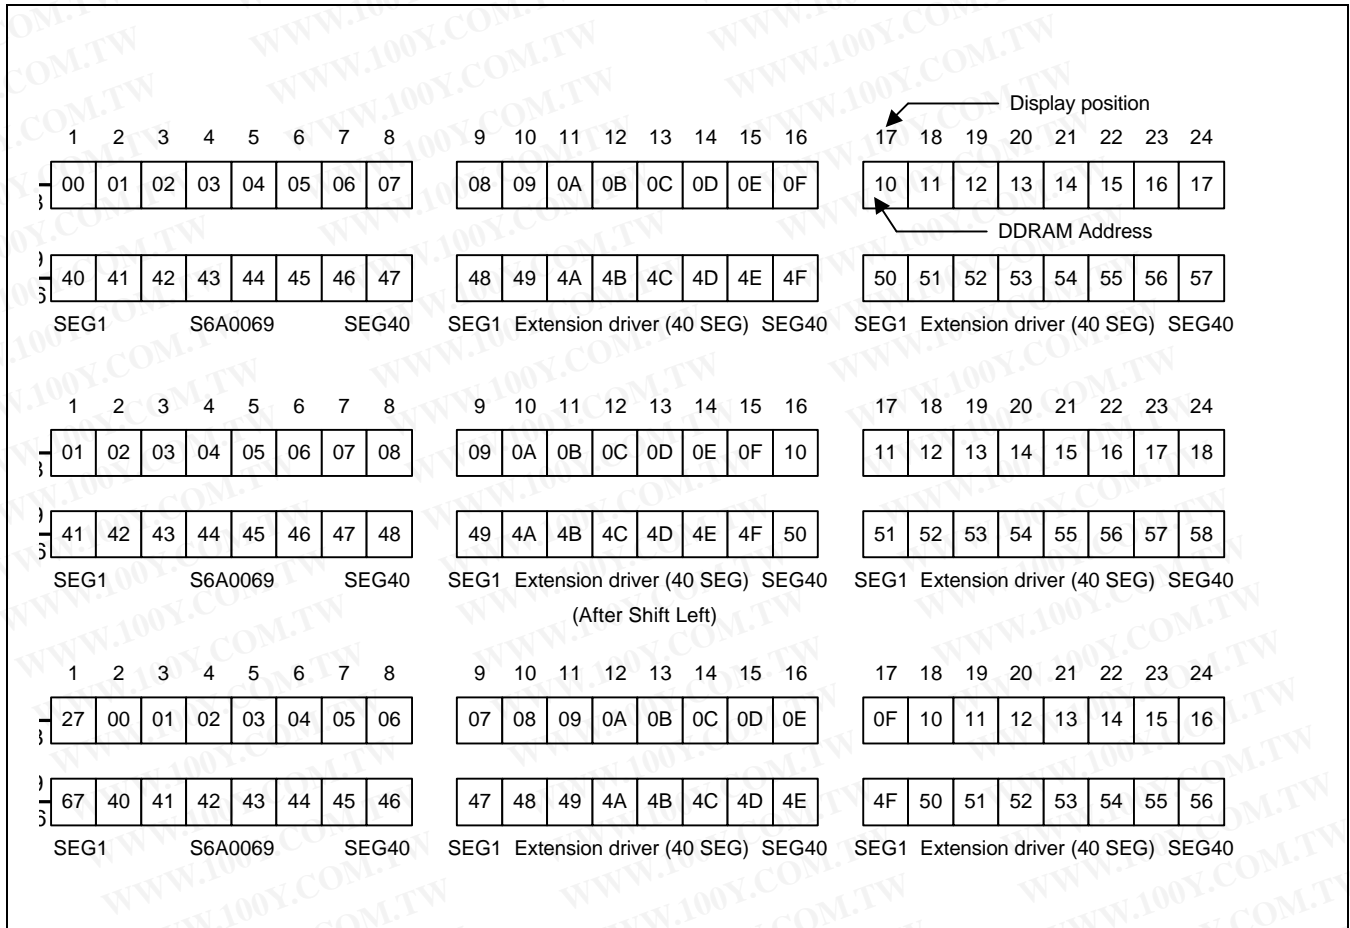 Display position
1 2 3 4 5 6 7 8 9 10 11 12 13 14 15 16 17 18 19 20 21 22 23 24
00 01 02 03 04 05 06 07 08 09 0A 0B 0C 0D 0E 0F 10 11 12 13 14 15 16 17
DDRAM Address
40 41 42 43 44 45 46 47 48 49 4A 4B 4C 4D 4E 4F 50 51 52 53 54 55 56 57
SEG1 S6A0069 SEG40 SEG1 Extension driver (40 SEG) SEG40 SEG1 Extension driver (40 SEG) SEG40
1 2 3 4 5 6 7 8 9 10 11 12 13 14 15 16 17 18 19 20 21 22 23 24
01 02 03 04 05 06 07 08 09 0A 0B 0C 0D 0E 0F 10 11 12 13 14 15 16 17 18
41 42 43 44 45 46 47 48 49 4A 4B 4C 4D 4E 4F 50 51 52 53 54 55 56 57 58
SEG1 S6A0069 SEG40 SEG1 Extension driver (40 SEG) SEG40 SEG1 Extension driver (40 SEG) SEG40
(After Shift Left)
1 2 3 4 5 6 7 8 9 10 11 12 13 14 15 16 17 18 19 20 21 22 23 24
27 00 01 02 03 04 05 06 07 08 09 0A 0B 0C 0D 0E 0F 10 11 12 13 14 15 16
67 40 41 42 43 44 45 46 47 48 49 4A 4B 4C 4D 4E 4F 50 51 52 53 54 55 56
SEG1 S6A0069 SEG40 SEG1 Extension driver (40 SEG) SEG40 SEG1 Extension driver (40 SEG) SEG40
WWW.100Y.COM.TW